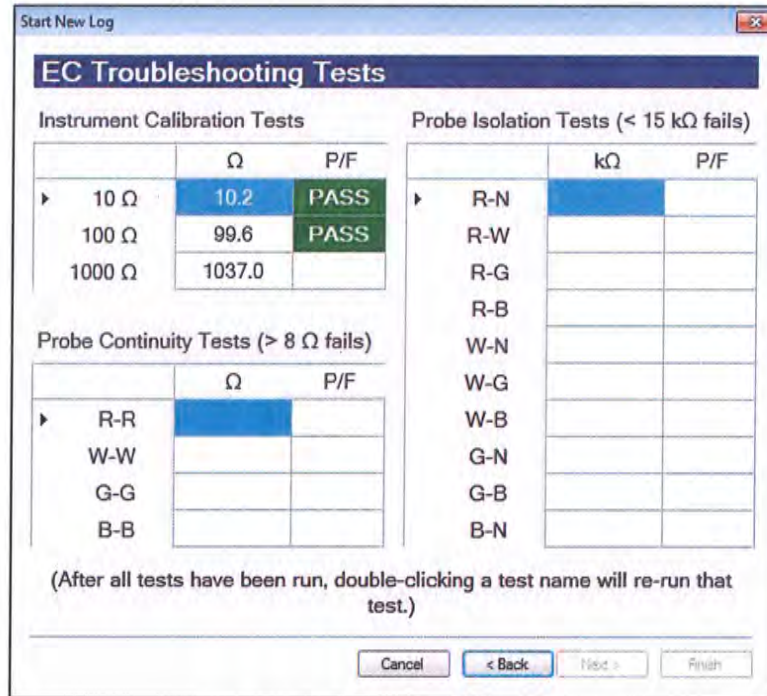 Start New Log
EC Troubleshooting Tests
Instrument Calibration Tests
Ω P/F
10 Ω 10.2 PASS
100 Ω 99.6 PASS
1000 Ω 1037.0
Probe Continuity Tests (> 8 Ω fails)
Ω P/F
R-R
W-W
G-G
B-B
Probe Isolation Tests (< 15 kΩ fails)
kΩ P/F
R-N
R-W
R-G
R-B
W-N
W-G
W-B
G-N
G-B
B-N
(After all tests have been run, double-clicking a test name will re-run that
test.)
Cancel < Back Next > Finish